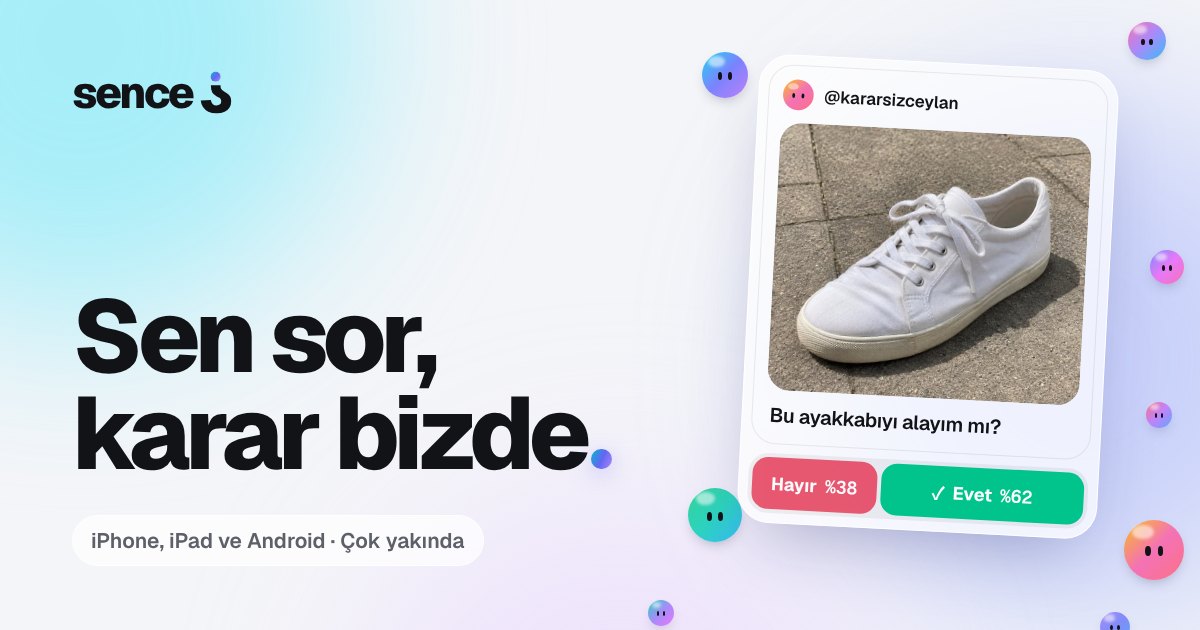 sence
Sen sor,
karar bizde.
iPhone, iPad ve Android · Çok yakında
@kararsizceylan
Bu ayakkabıyı alayım mı?
Hayır %38
✓ Evet %62